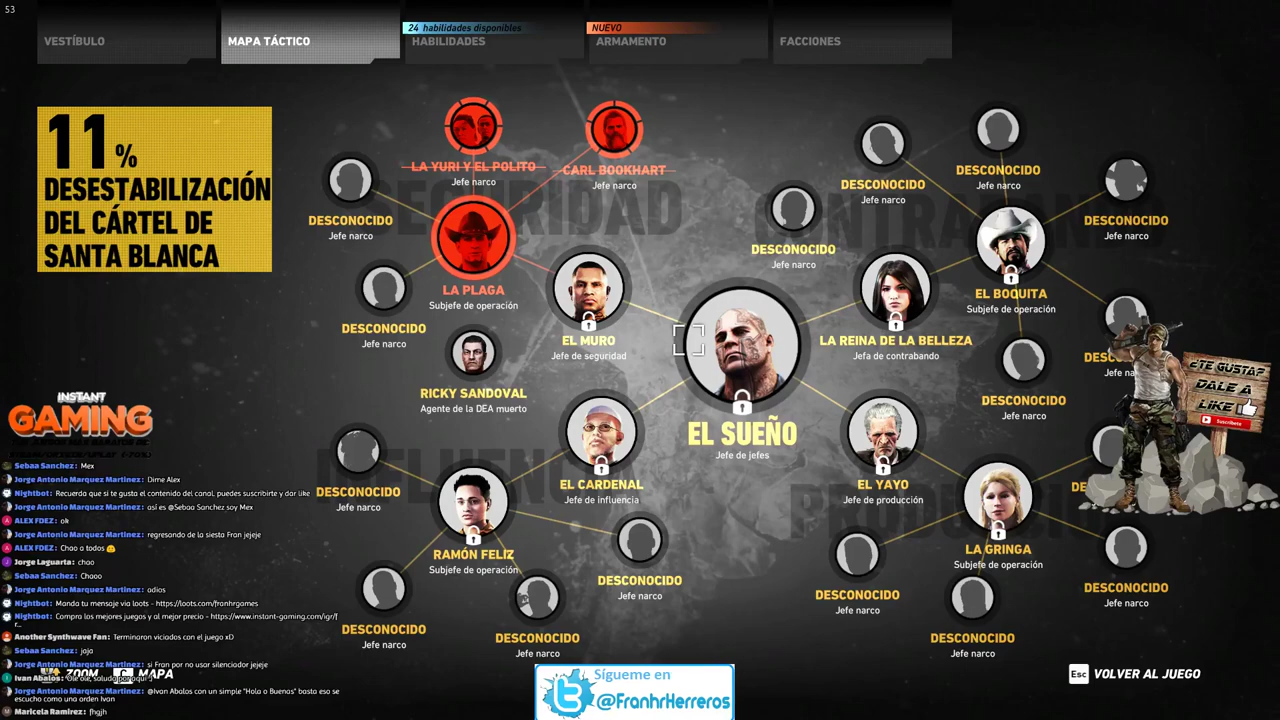 53
VESTÍBULO
MAPA TÁCTICO
24 habilidades disponibles
HABILIDADES
NUEVO
ARMAMENTO
FACCIONES
11%
DESESTABILIZACIÓN
DEL CÁRTEL DE
SANTA BLANCA
SEGURIDAD
LA YURI Y EL POLITO
Jefe narco
CARL BOOKHART
Jefe narco
DESCONOCIDO
Jefe narco
DESCONOCIDO
Jefe narco
DESCONOCIDO
Jefe narco
DESCONOCIDO
Jefe narco
DESCONOCIDO
Jefe narco
LA PLAGA
Subjefe de operación
EL BOQUITA
Subjefe de operación
DESCONOCIDO
Jefe narco
EL MURO
Jefe de seguridad
LA REINA DE LA BELLEZA
Jefa de contrabando
RICKY SANDOVAL
Agente de la DEA muerto
DESCONOCIDO
Jefe narco
EL SUEÑO
Jefe de jefes
EL CARDENAL
Jefe de influencia
EL YAYO
Jefe de producción
DESCONOCIDO
Jefe narco
RAMÓN FELIZ
Subjefe de operación
LA GRINGA
Subjefe de operación
DESCONOCIDO
Jefe narco
DESCONOCIDO
Jefe narco
DESCONOCIDO
Jefe narco
DESCONOCIDO
Jefe narco
DESCONOCIDO
Jefe narco
DESCONOCIDO
Jefe narco
¿TE GUSTA?
DALE A
LIKE
Suscríbete
INSTANT
GAMING
Sebaa Sanchez: Mex
Jorge Antonio Marquez Martinez: Dime Alex
Nightbot: Recuerda que si te gusta el contenido del canal, puedes suscribirte y dar like
Jorge Antonio Marquez Martinez: así es @Sebaa Sanchez soy Mex
ALEX FDEZ: ok
Jorge Antonio Marquez Martinez: regresando de la siesta Fran jejeje
ALEX FDEZ: Chao a todos
Jorge Laguarta: chao
Sebaa Sanchez: Chaoo
Jorge Antonio Marquez Martinez: adios
Nightbot: Manda tu mensaje via loots - https://loots.com/franhrgames
Nightbot: Compra los mejores juegos y al mejor precio - https://www.instant-gaming.com/igr/f
r...
Another Synthwave Fan: Terminaron viciados con el juego xD
Sebaa Sanchez: jaja
Jorge Antonio Marquez Martinez: si Fran por no usar silenciador jejeje
Ivan Abalos: Ole ole, saluda por aquí :)
Jorge Antonio Marquez Martinez: @Ivan Abalos con un simple "Hola o Buenos" basta eso se
escucho como una orden Ivan
Maricela Ramirez: fhgjh
ZOOM
MAPA
Sígueme en
@FranhrHerreros
Esc
VOLVER AL JUEGO